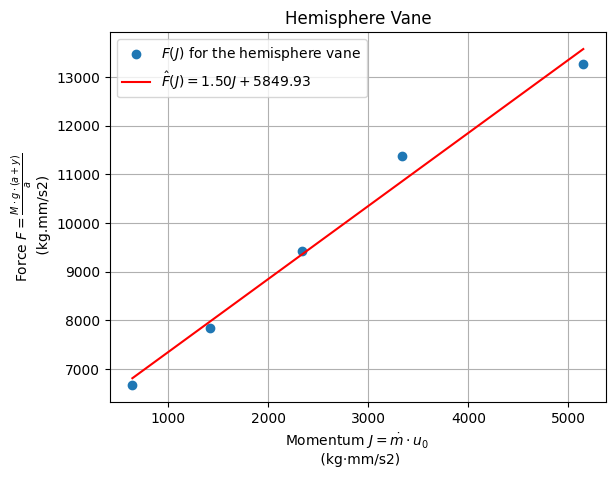 Hemisphere Vane
F(J) for the hemisphere vane
F̂(J) = 1.50J + 5849.93
13000
12000
11000
10000
9000
8000
7000
Force F = \frac{M·g·(a+y)}{a}
(kg.mm/s2)
1000 2000 3000 4000 5000
Momentum J = ṁ · u₀
(kg·mm/s2)